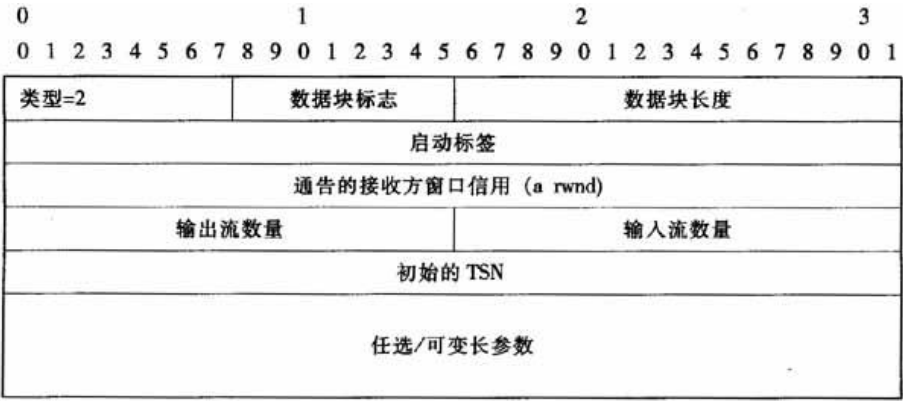 0 1 2 3
0 1 2 3 4 5 6 7 8 9 0 1 2 3 4 5 6 7 8 9 0 1 2 3 4 5 6 7 8 9 0 1
类型=2 数据块标志 数据块长度
启动标签
通告的接收方窗口信用 (a rwnd)
输出流数量 输入流数量
初始的 TSN
任选/可变长参数